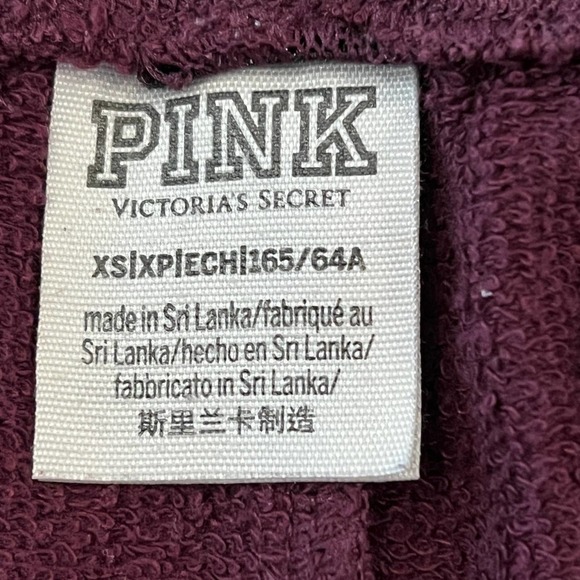 PINK
VICTORIA'S SECRET
XS|XP|ECH|165/64A
made in Sri Lanka/fabriqué au
Sri Lanka/hecho en Sri Lanka/
fabbricato in Sri Lanka/
斯里兰卡制造